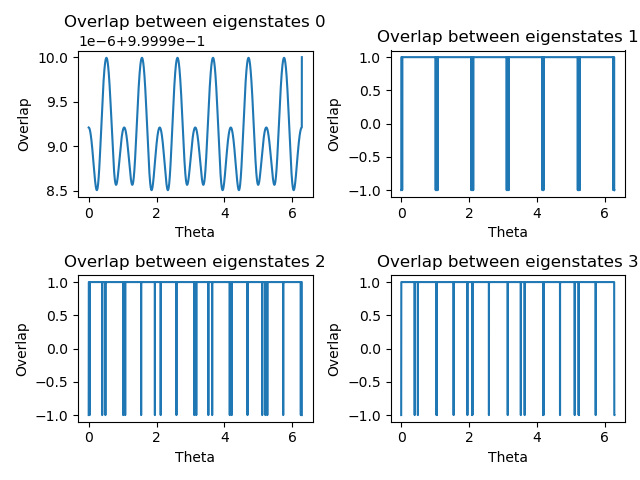 Overlap between eigenstates 0
1e-6+9.9999e-1
10.0
9.5
9.0
8.5
Overlap
0 2 4 6
Theta
Overlap between eigenstates 1
1.0
0.5
0.0
−0.5
−1.0
Overlap
0 2 4 6
Theta
Overlap between eigenstates 2
1.0
0.5
0.0
−0.5
−1.0
Overlap
0 2 4 6
Theta
Overlap between eigenstates 3
1.0
0.5
0.0
−0.5
−1.0
Overlap
0 2 4 6
Theta